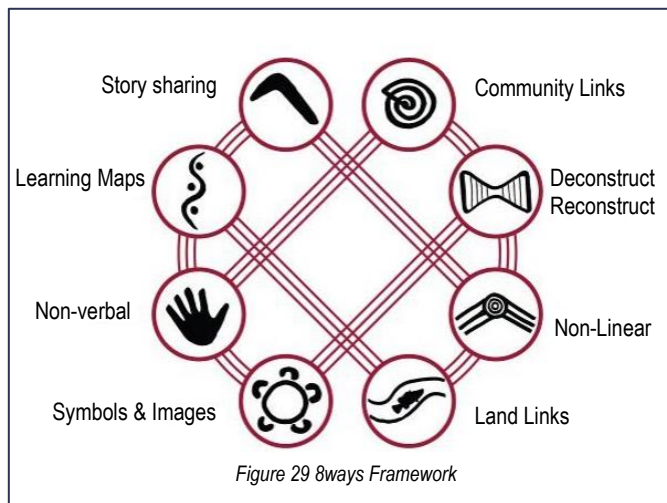 Story sharing
Community Links
Learning Maps
Deconstruct
Reconstruct
Non-verbal
Non-Linear
Symbols & Images
Land Links
Figure 29 8ways Framework